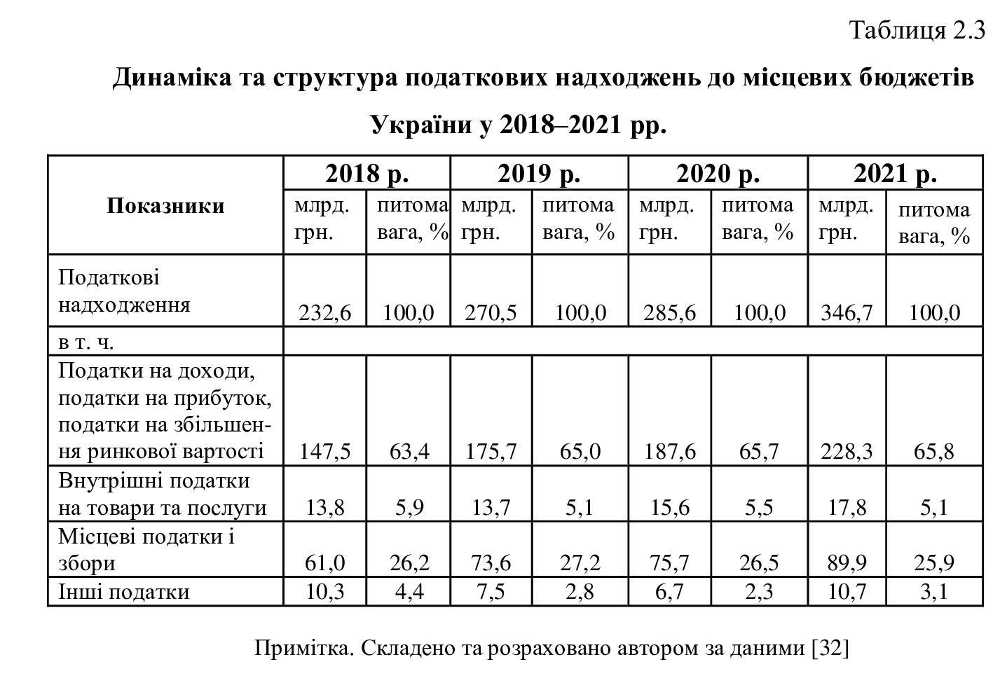 Таблиця 2.3
Динаміка та структура податкових надходжень до місцевих бюджетів
України у 2018–2021 рр.
Показники 2018 р. 2019 р. 2020 р. 2021 р.
млрд. питома млрд. питома млрд. питома млрд. питома
грн. вага, % грн. вага, % грн. вага, % грн. вага, %
Податкові
надходження 232,6 100,0 270,5 100,0 285,6 100,0 346,7 100,0
в т. ч.
Податки на доходи,
податки на прибуток,
податки на збільшен-
ня ринкової вартості 147,5 63,4 175,7 65,0 187,6 65,7 228,3 65,8
Внутрішні податки
на товари та послуги 13,8 5,9 13,7 5,1 15,6 5,5 17,8 5,1
Місцеві податки і
збори 61,0 26,2 73,6 27,2 75,7 26,5 89,9 25,9
Інші податки 10,3 4,4 7,5 2,8 6,7 2,3 10,7 3,1
Примітка. Складено та розраховано автором за даними [32]